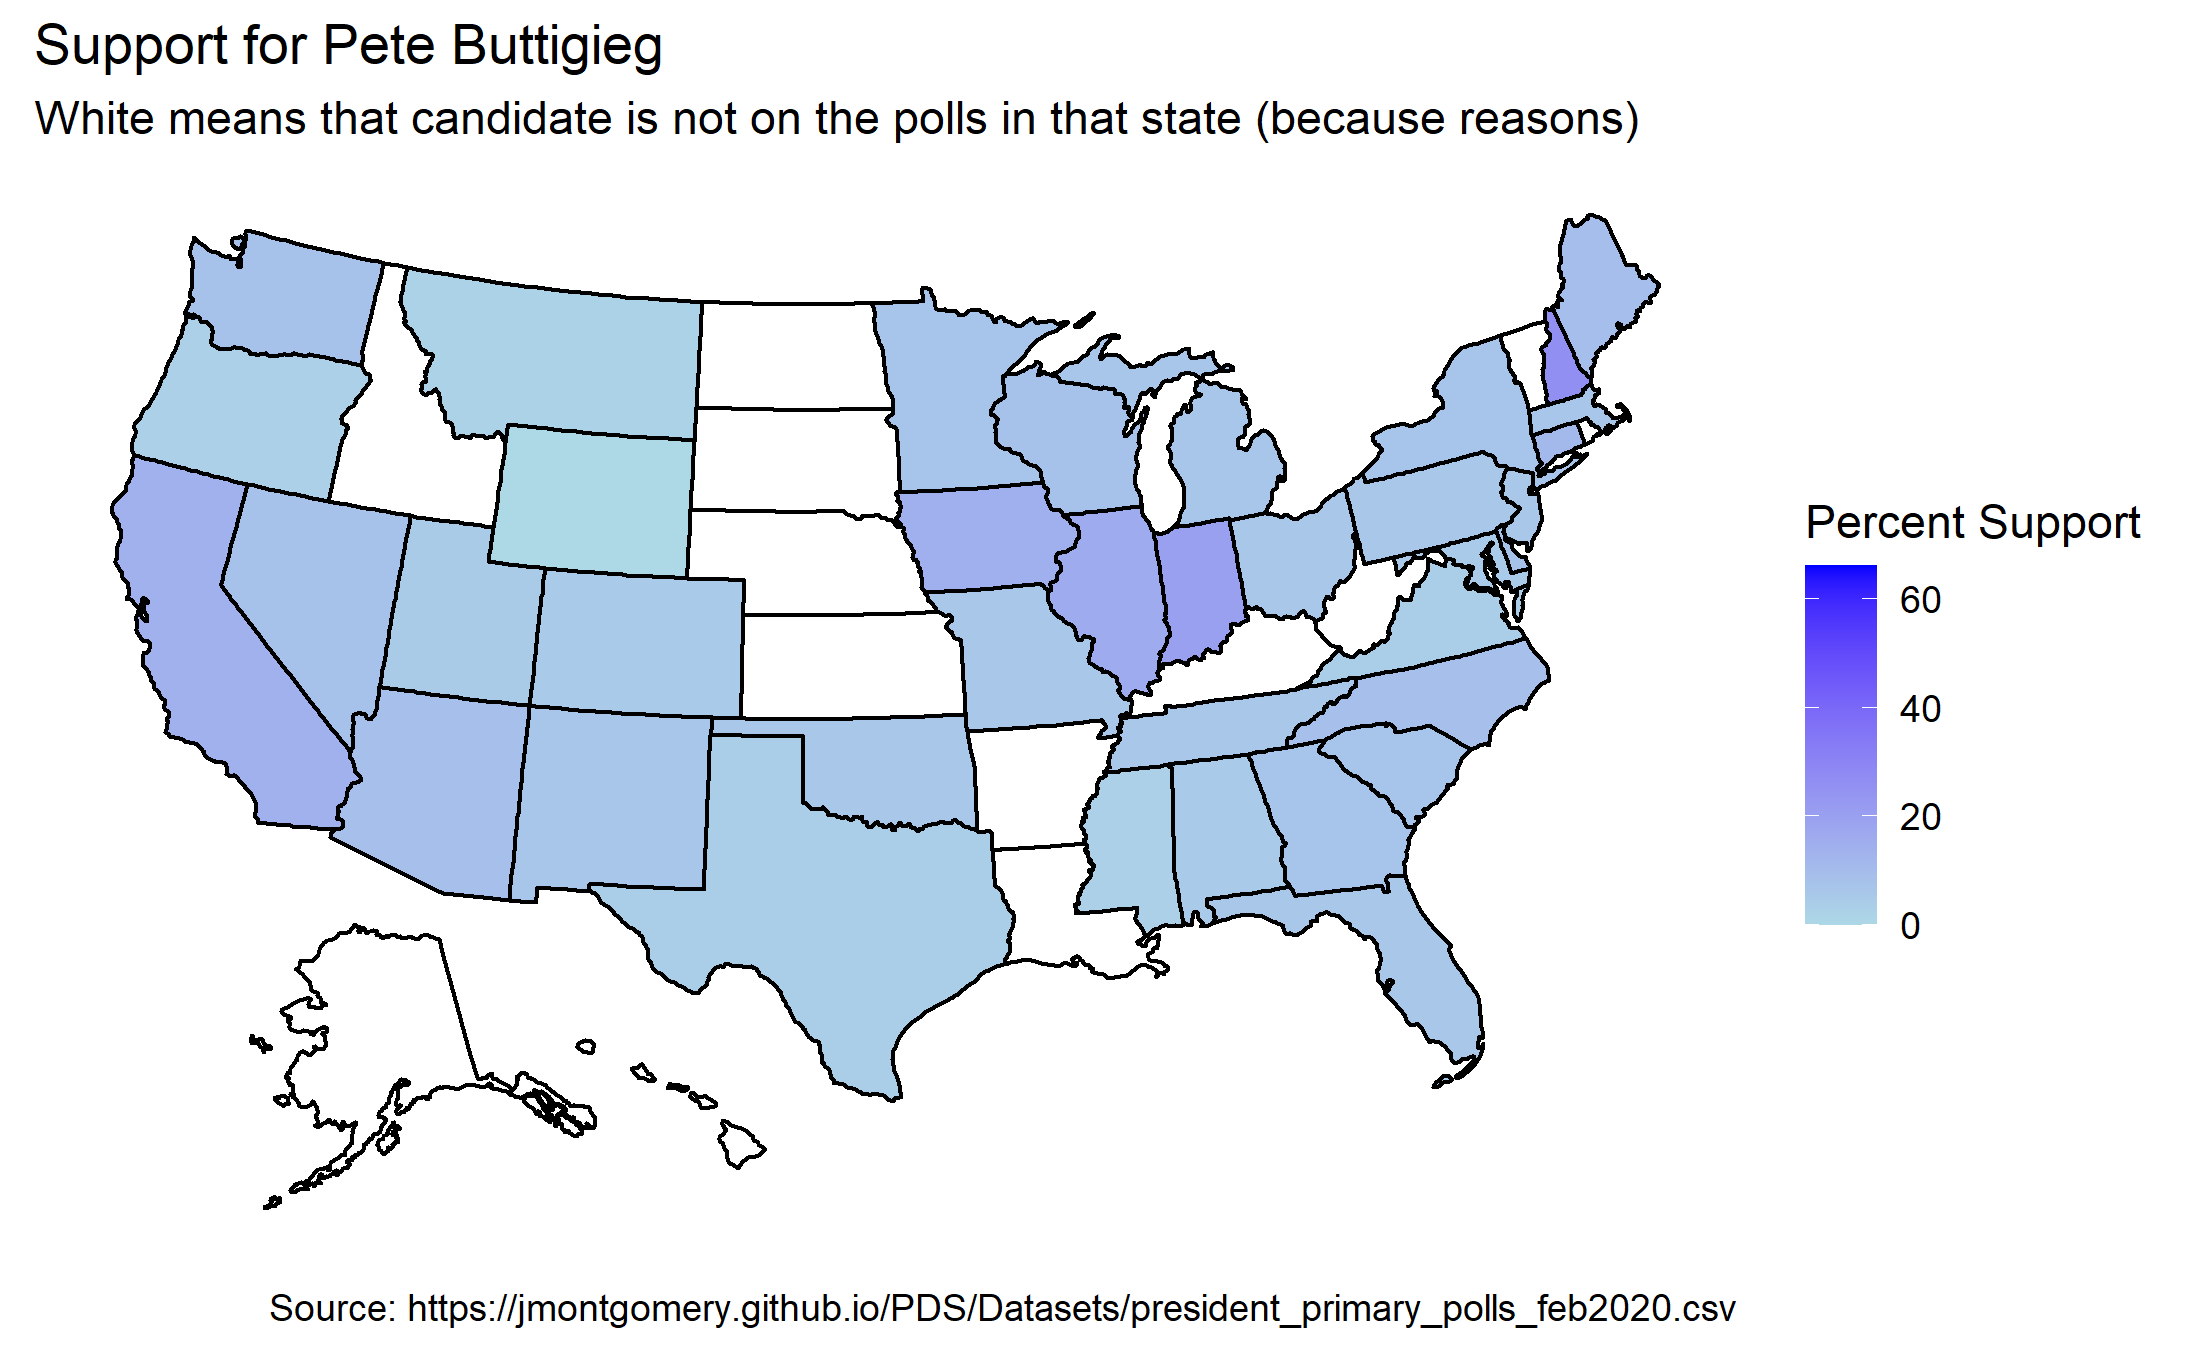 Support for Pete Buttigieg
White means that candidate is not on the polls in that state (because reasons)
Percent Support
60
40
20
0
Source: https://jmontgomery.github.io/PDS/Datasets/president_primary_polls_feb2020.csv